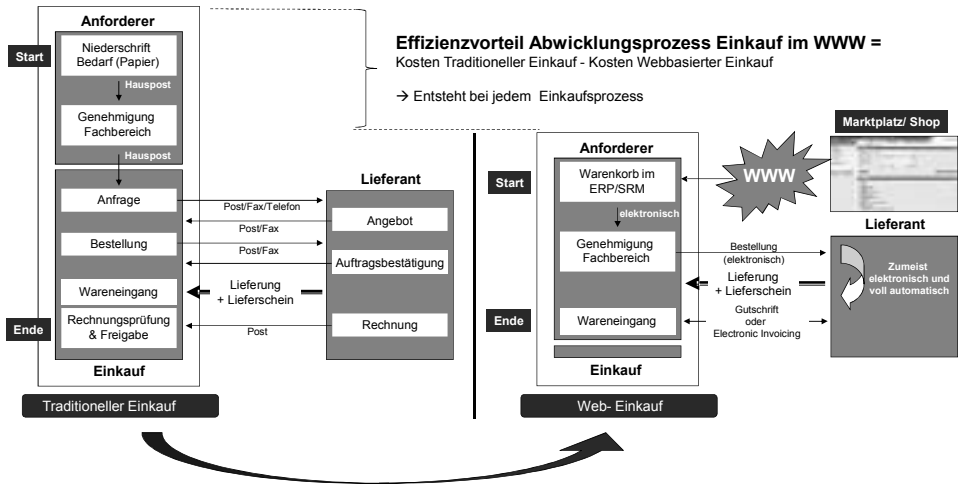 Anforderer
Start
Niederschrift
Bedarf (Papier)
Hauspost
Genehmigung
Fachbereich
Hauspost
Anfrage
Bestellung
Wareneingang
Ende
Rechnungsprüfung
& Freigabe
Einkauf
Traditioneller Einkauf
Post/Fax/Telefon
Post/Fax
Post/Fax
Lieferung
+ Lieferschein
Post
Lieferant
Angebot
Auftragsbestätigung
Rechnung
Effizienzvorteil Abwicklungsprozess Einkauf im WWW =
Kosten Traditioneller Einkauf - Kosten Webbasierter Einkauf
→ Entsteht bei jedem Einkaufsprozess
Anforderer
Start
Warenkorb im
ERP/SRM
elektronisch
Genehmigung
Fachbereich
Ende
Wareneingang
Einkauf
Web- Einkauf
WWW
Bestellung
(elektronisch)
Lieferung
+ Lieferschein
Gutschrift
oder
Electronic Invoicing
Marktplatz/ Shop
Lieferant
Zumeist
elektronisch und
voll automatisch